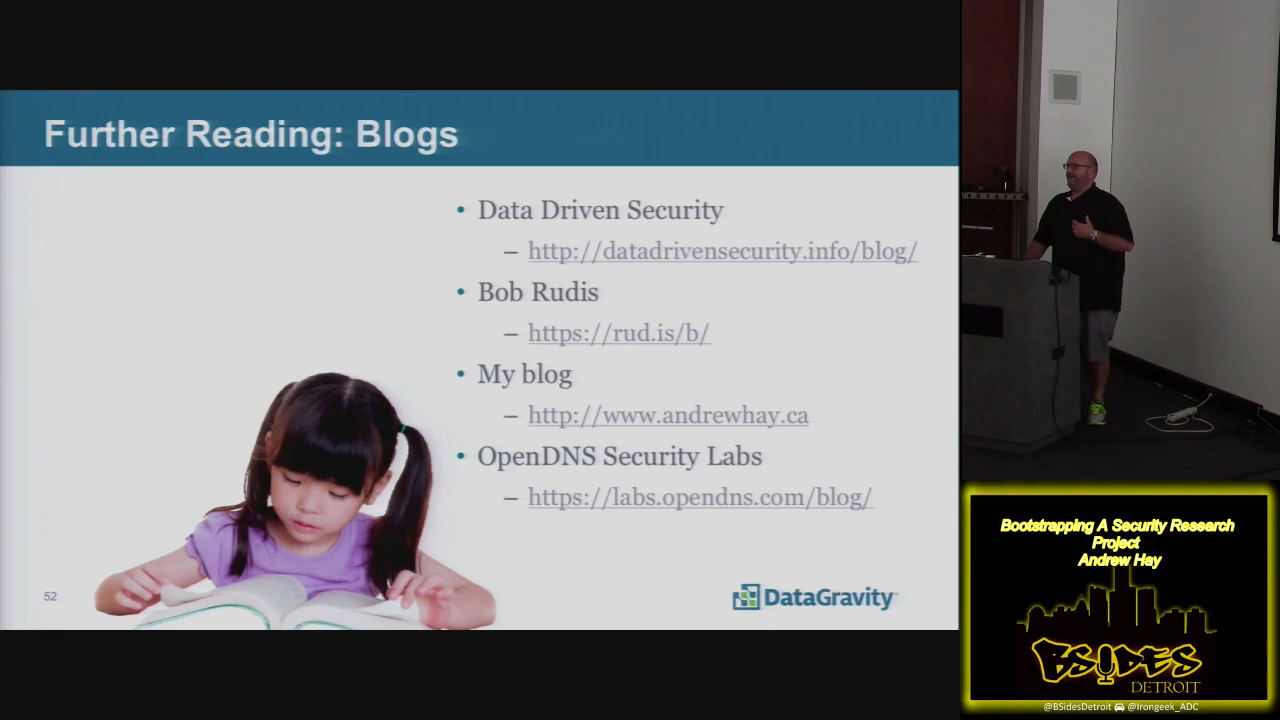 Further Reading: Blogs
• Data Driven Security
– http://datadrivensecurity.info/blog/
• Bob Rudis
– https://rud.is/b/
• My blog
– http://www.andrewhay.ca
• OpenDNS Security Labs
– https://labs.opendns.com/blog/
52
DataGravity
Bootstrapping A Security Research
Project
Andrew Hay
BSIDES
DETROIT
@BSidesDetroit @Irongeek_ADC